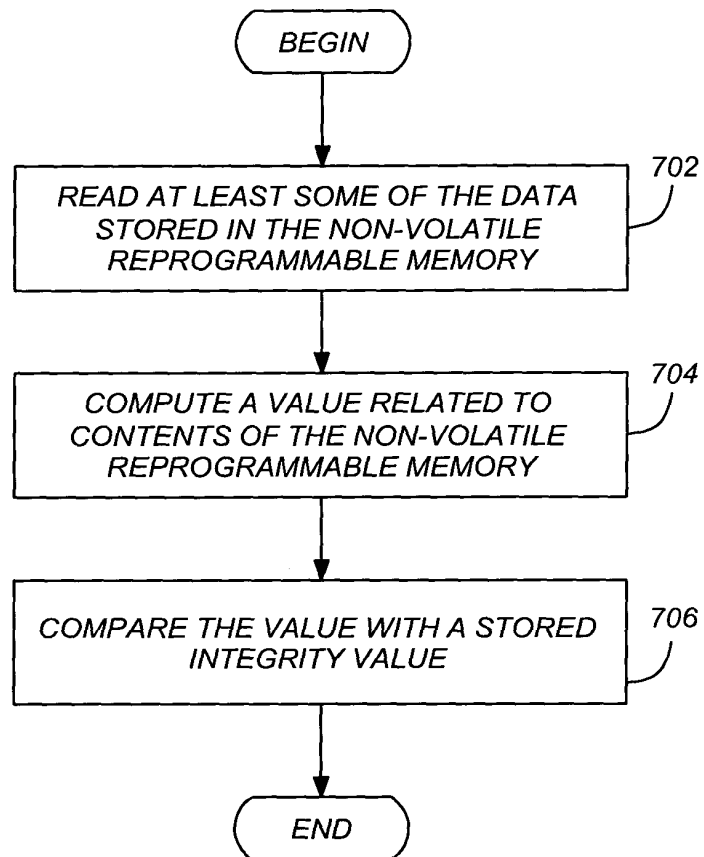 BEGIN
702
READ AT LEAST SOME OF THE DATA
STORED IN THE NON-VOLATILE
REPROGRAMMABLE MEMORY
704
COMPUTE A VALUE RELATED TO
CONTENTS OF THE NON-VOLATILE
REPROGRAMMABLE MEMORY
706
COMPARE THE VALUE WITH A STORED
INTEGRITY VALUE
END